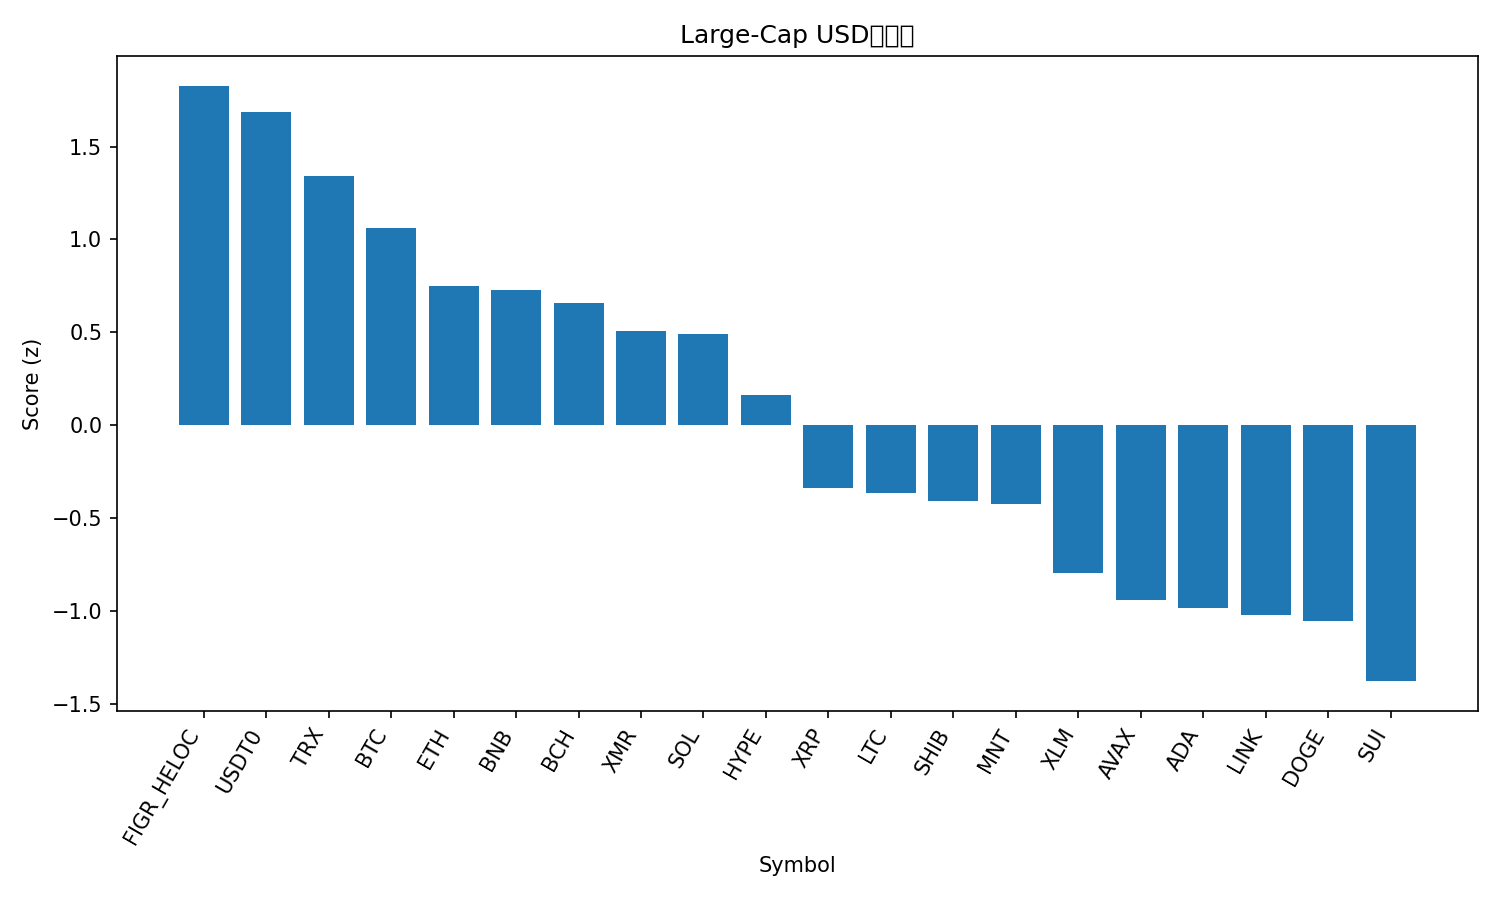 Large-Cap USD
Score (z)
1.5
1.0
0.5
0.0
−0.5
−1.0
−1.5
FIGR_HELOC
USDT0
TRX
BTC
ETH
BNB
BCH
XMR
SOL
HYPE
XRP
LTC
SHIB
MNT
XLM
AVAX
ADA
LINK
DOGE
SUI
Symbol